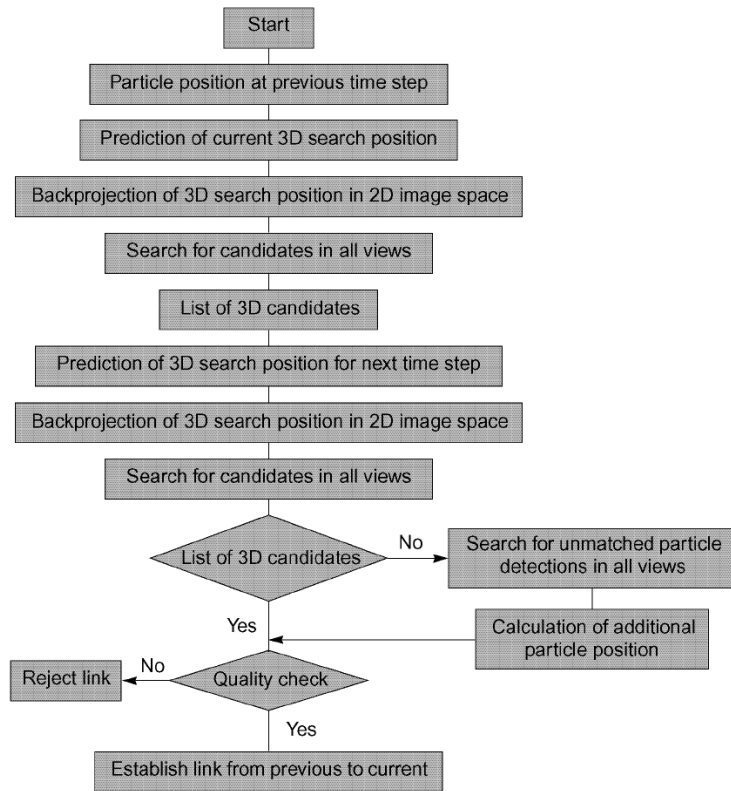 Start
Particle position at previous time step
Prediction of current 3D search position
Backprojection of 3D search position in 2D image space
Search for candidates in all views
List of 3D candidates
Prediction of 3D search position for next time step
Backprojection of 3D search position in 2D image space
Search for candidates in all views
List of 3D candidates
No
Search for unmatched particle
detections in all views
Yes
Calculation of additional
particle position
Reject link
No
Quality check
Yes
Establish link from previous to current